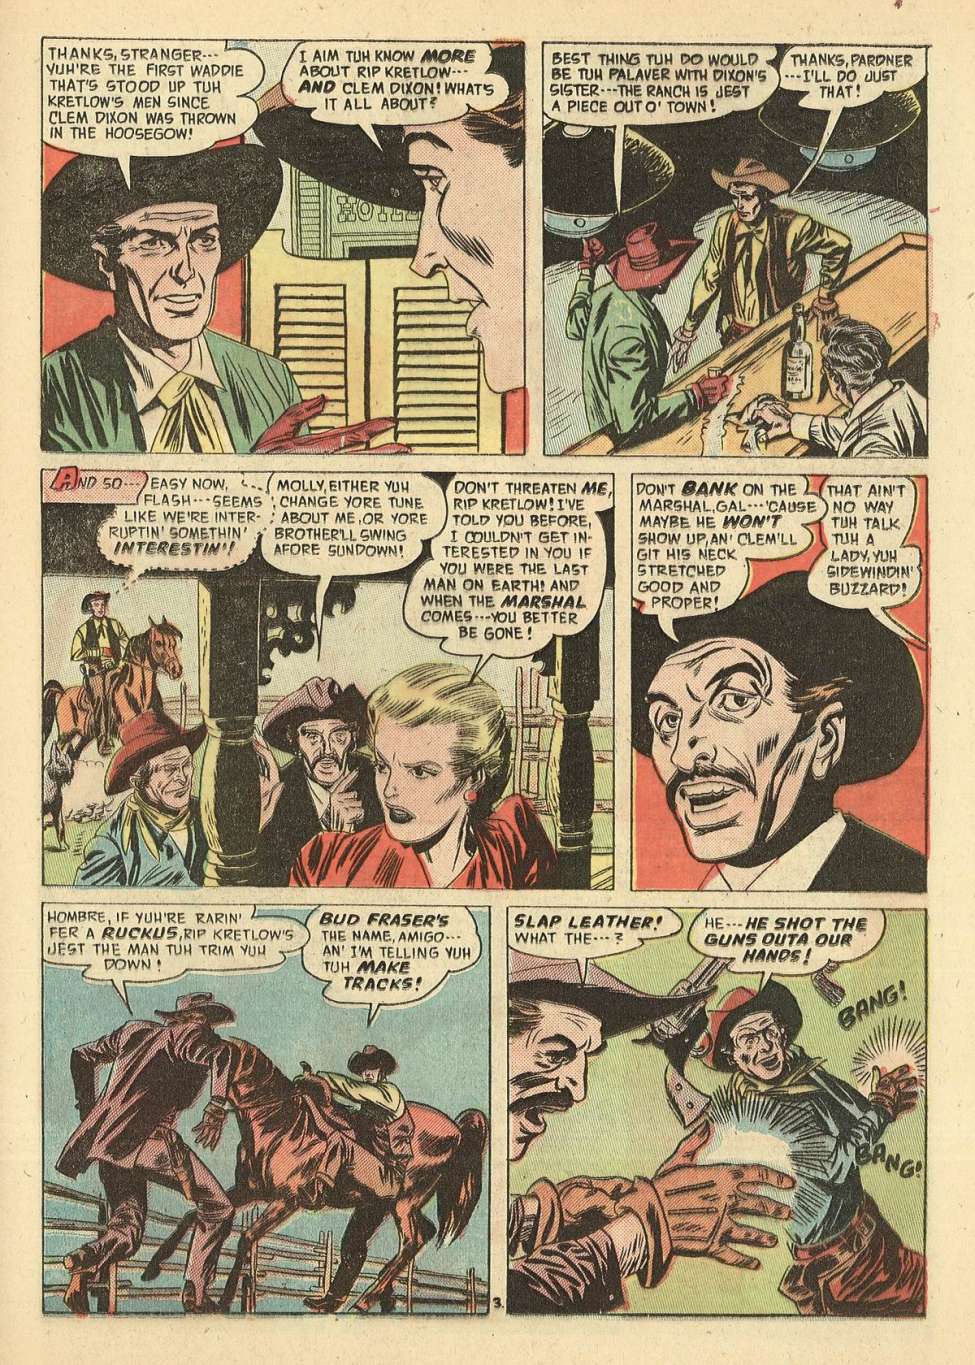 THANKS, STRANGER---
YUH'RE THE FIRST WADDIE
THAT'S STOOD UP TUH
KRETLOW'S MEN SINCE
CLEM DIXON WAS THROWN
IN THE HOOSEGOW!
I AIM TUH KNOW MORE
ABOUT RIP KRETLOW---
AND CLEM DIXON! WHAT'S
IT ALL ABOUT?
HOTEL
BEST THING TUH DO WOULD
BE TUH PALAVER WITH DIXON'S
SISTER---THE RANCH IS JEST
A PIECE OUT O' TOWN!
THANKS, PARDNER
---I'LL DO JUST
THAT!
AND SO---
EASY NOW,
FLASH---SEEMS
LIKE WE'RE INTER-
RUPTIN' SOMETHIN'
INTERESTIN'!
MOLLY, EITHER YUH
CHANGE YORE TUNE
ABOUT ME, OR YORE
BROTHER'LL SWING
AFORE SUNDOWN!
DON'T THREATEN ME,
RIP KRETLOW! I'VE
TOLD YOU BEFORE,
I COULDN'T GET IN-
TERESTED IN YOU IF
YOU WERE THE LAST
MAN ON EARTH! AND
WHEN THE MARSHAL
COMES---YOU BETTER
BE GONE!
DON'T BANK ON THE
MARSHAL, GAL---'CAUSE
MAYBE HE WON'T
SHOW UP, AN' CLEM'LL
GIT HIS NECK
STRETCHED
GOOD AND
PROPER!
THAT AIN'T
NO WAY
TUH TALK
TUH A
LADY, YUH
SIDEWINDIN'
BUZZARD!
HOMBRE, IF YUH'RE RARIN'
FER A RUCKUS, RIP KRETLOW'S
JEST THE MAN TUH TRIM YUH
DOWN!
BUD FRASER'S
THE NAME, AMIGO---
AN' I'M TELLING YUH
TUH MAKE
TRACKS!
3.
SLAP LEATHER!
WHAT THE---?
HE---HE SHOT THE
GUNS OUTA OUR
HANDS!
BANG!
BANG!